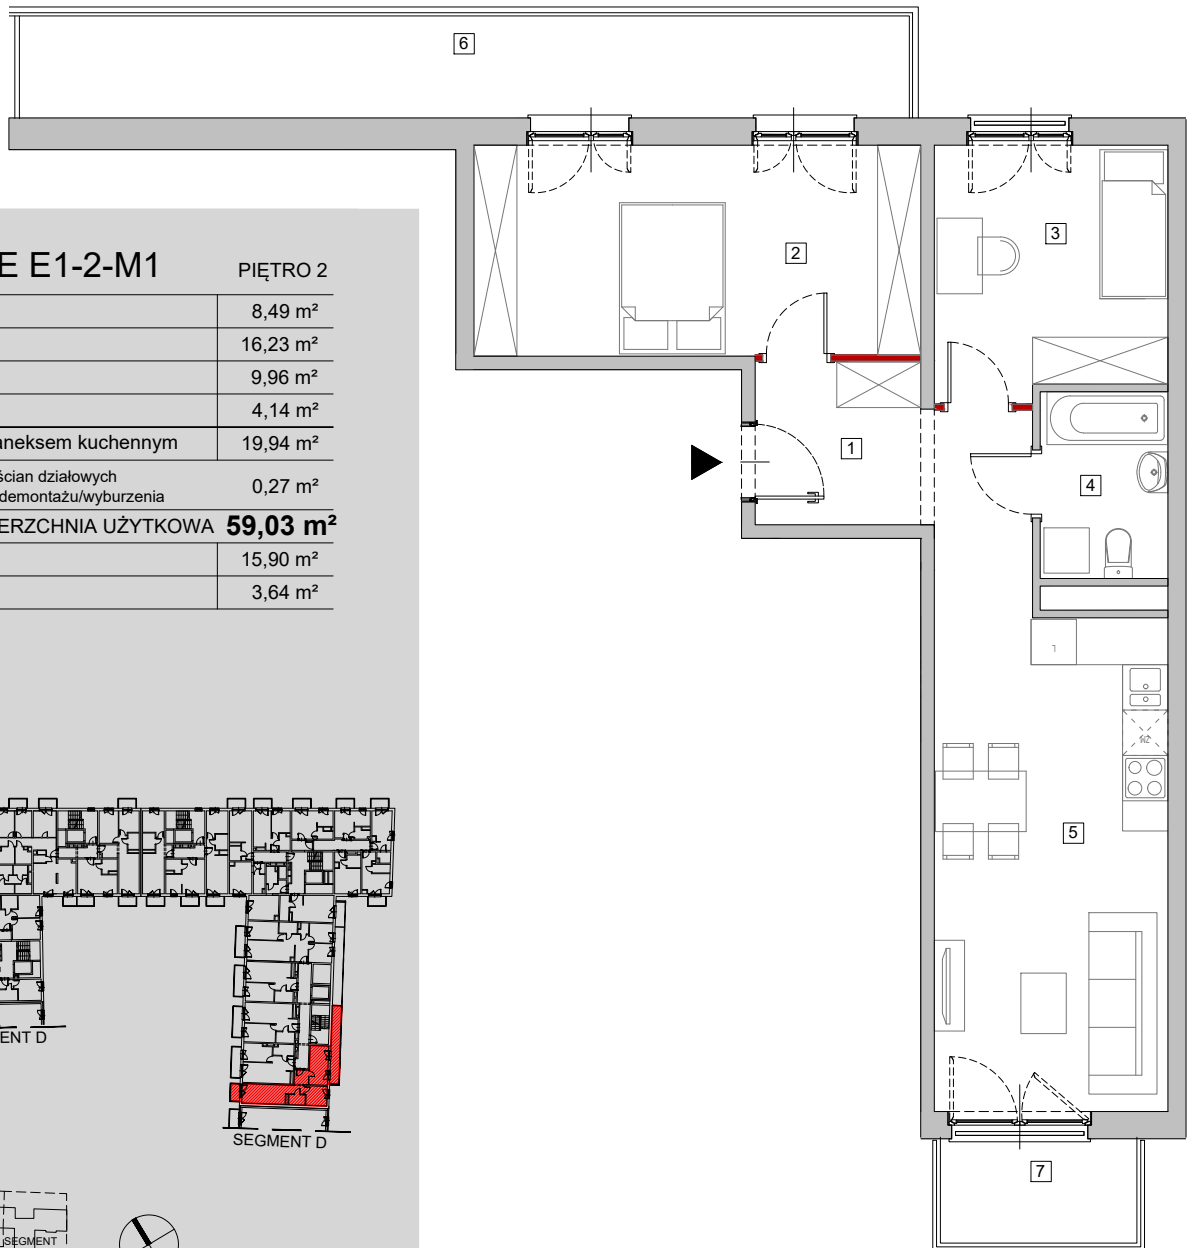 6
E E1-2-M1 PIĘTRO 2
8,49 m²
16,23 m²
9,96 m²
4,14 m²
aneksem kuchennym 19,94 m²
ścian działowych
demontażu/wyburzenia 0,27 m²
ERZCHNIA UŻYTKOWA 59,03 m²
15,90 m²
3,64 m²
2
3
1
4
5
7
ENT D
SEGMENT D
SEGMENT
L
ZM